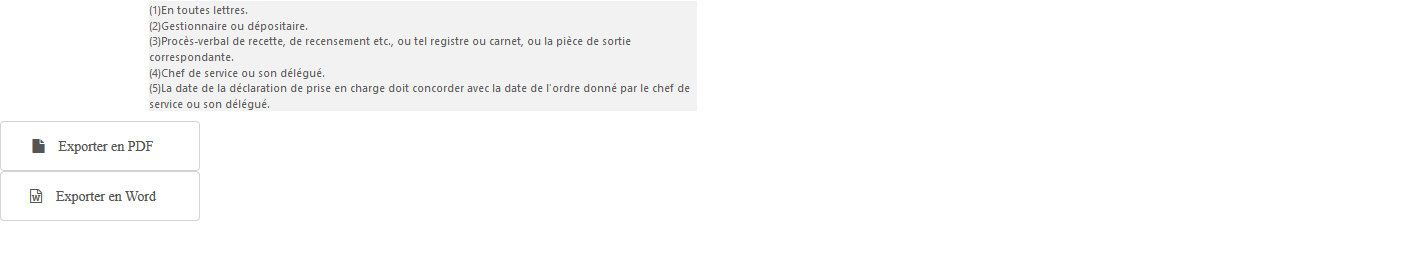 (1)En toutes lettres.
(2)Gestionnaire ou dépositaire.
(3)Procès-verbal de recette, de recensement etc., ou tel registre ou carnet, ou la pièce de sortie
correspondante.
(4)Chef de service ou son délégué.
(5)La date de la déclaration de prise en charge doit concorder avec la date de l'ordre donné par le chef de
service ou son délégué.
Exporter en PDF
Exporter en Word